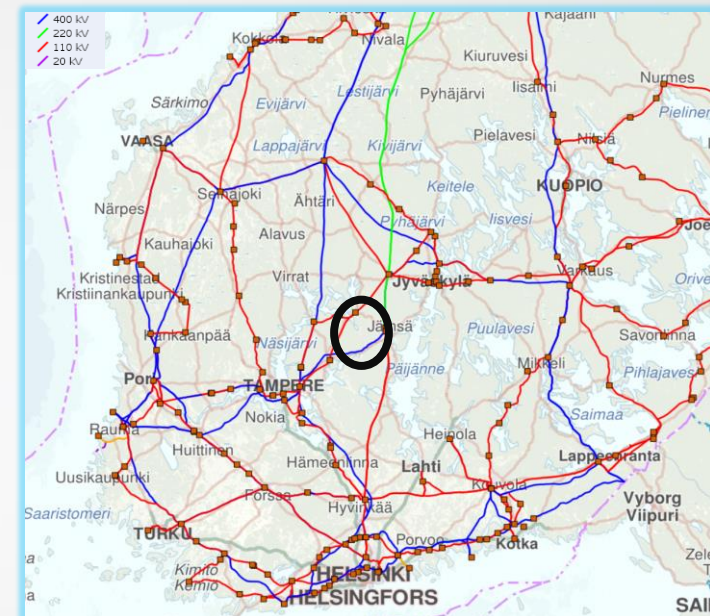 400 kV
220 kV
110 kV
20 kV
Kajaani
Kokkola
Nivala
Kiuruvesi
Iisalmi
Nurmes
Lestijärvi
Pyhäjärvi
Särkimo
Evijärvi
Pielinen
Pielavesi
Nilsiä
VAASA
Lappajärvi
Kivijärvi
Keitele
KUOPIO
Seinäjoki
Ähtäri
Närpes
Pyhäjärvi
Iisvesi
Alavus
Kauhajoki
Virrat
Jyväskylä
Varkaus
Kristinestad
Kristiinankaupunki
Jämsä
Puulavesi
Savonlinna
Kankaanpää
Näsijärvi
Päijänne
Mikkeli
Pihlajavesi
Pori
TAMPERE
Nokia
Saimaa
Rauma
Heinola
Huittinen
Hämeenlinna
Lahti
Lappeenranta
Uusikaupunki
Forssa
Kouvola
Vyborg
Viipuri
Hyvinkää
Saaristomeri
TURKU
Porvoo
Kotka
Kimito
Kemiö
HELSINKI
HELSINGFORS